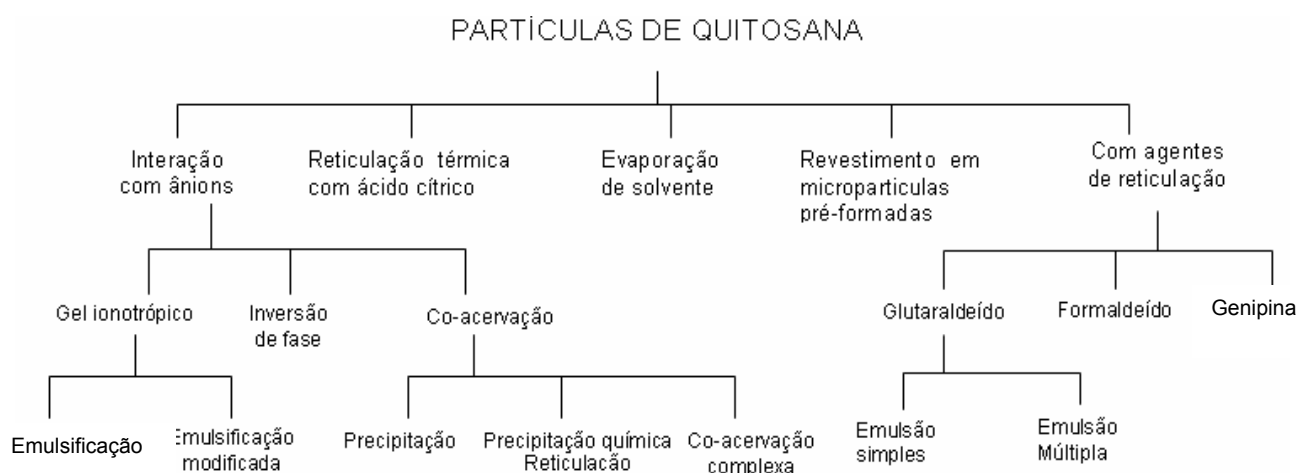 PARTÍCULAS DE QUITOSANA
Interação
com ânions
Reticulação térmica
com ácido cítrico
Evaporação
de solvente
Revestimento em
microparticulas
pré-formadas
Com agentes
de reticulação
Gel ionotrópico
Inversão
de fase
Co-acervação
Glutaraldeído
Formaldeído
Genipina
Emulsificação
Emulsificação
modificada
Precipitação
Precipitação química
Reticulação
Co-acervação
complexa
Emulsão
simples
Emulsão
Múltipla